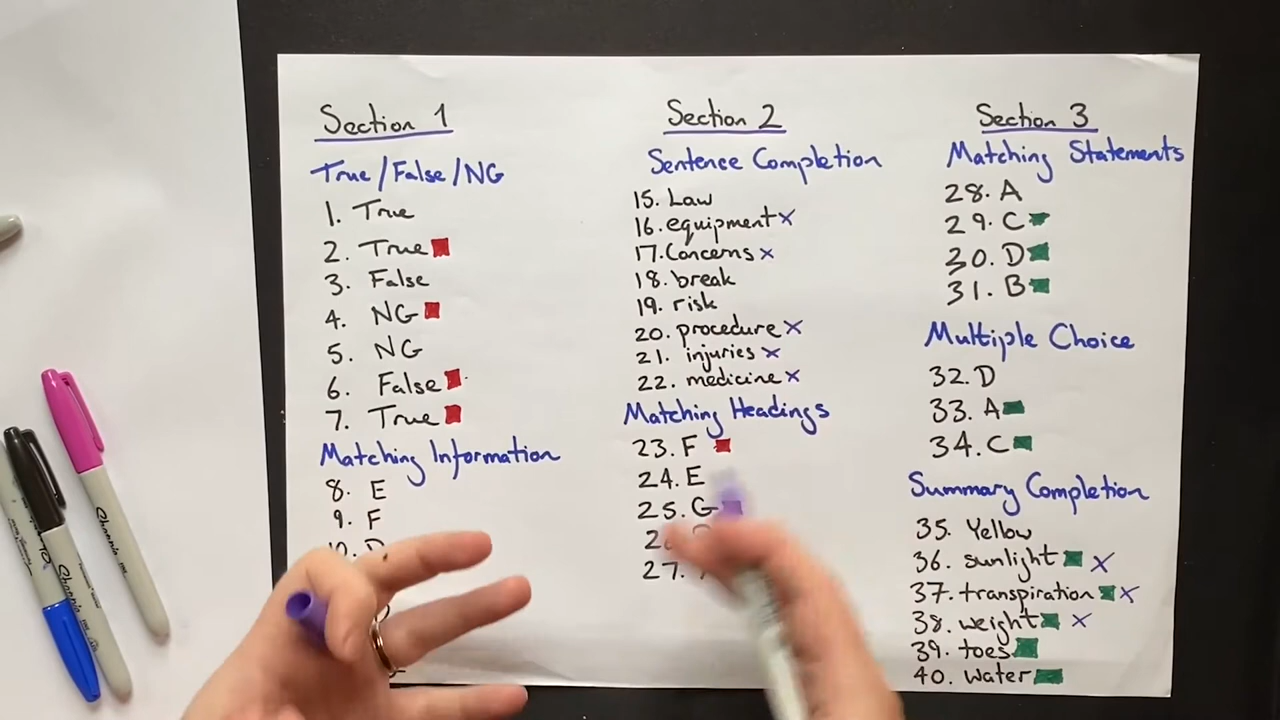 Section 1
True/False/NG
1. True
2. True
3. False
4. NG
5. NG
6. False
7. True
Matching Information
8. E
9. F
10. D
Section 2
Sentence Completion
15. Law
16. equipment x
17. Concerns x
18. break
19. risk
20. procedure x
21. injuries x
22. medicine x
Matching Headings
23. F
24. E
25. G
27.
Section 3
Matching Statements
28. A
29. C
30. D
31. B
Multiple Choice
32. D
33. A
34. C
Summary Completion
35. Yellow
36. sunlight x
37. transpiration x
38. weight x
39. toes
40. water
Sharpie